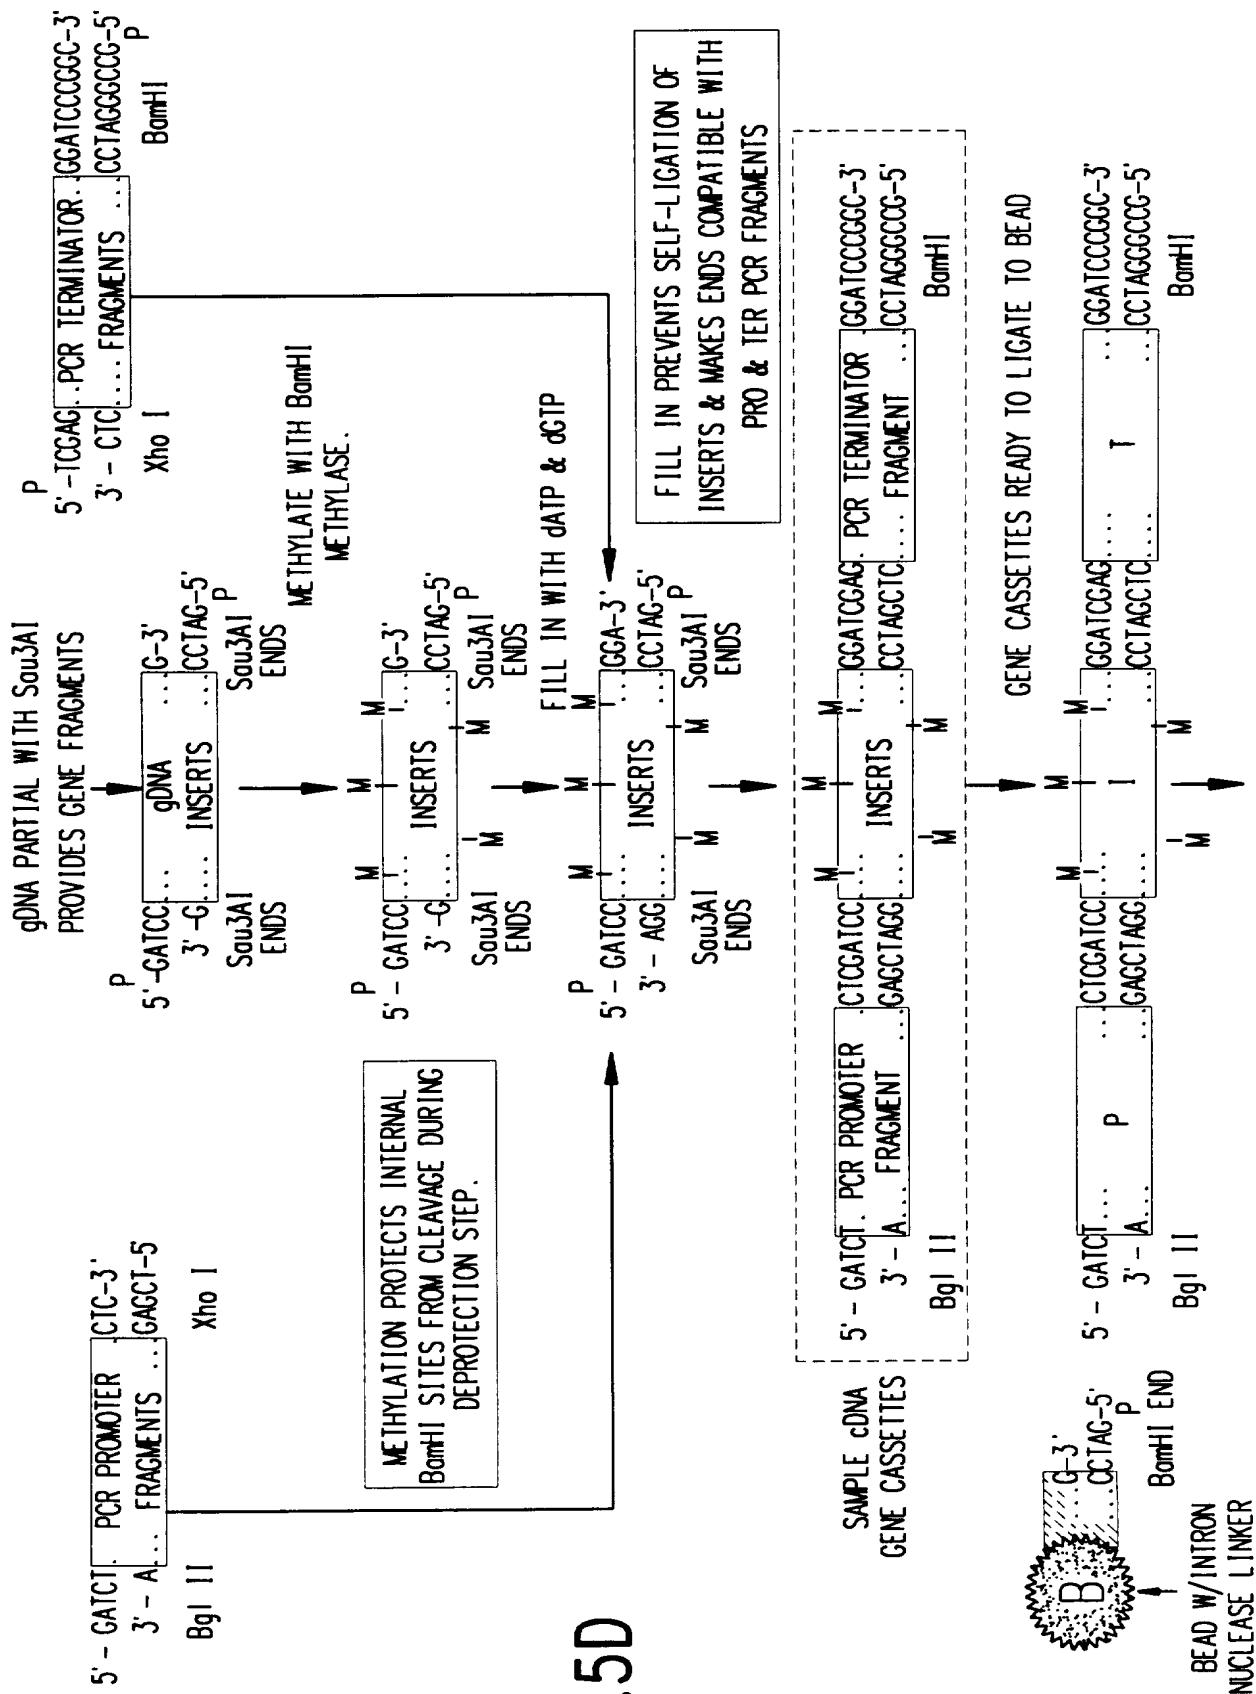 gDNA PARTIAL WITH Sau3AI
PROVIDES GENE FRAGMENTS
5' - GATCT. PCR PROMOTER .CTC-3'
3' - A... FRAGMENTS ...GAGCT-5'
Bgl II
Xho I
P
5'-GATCC... gDNA ...G-3'
3' -G.... INSERTS ...CCTAG-5'
P
Sau3AI
ENDS
Sau3AI
ENDS
P
5' -TCGAG..PCR TERMINATOR..GGATCCCGGC-3'
3' - CTC.... FRAGMENTS ...CCTAGGGCCG-5'
P
Xho I
BamHI
METHYLATE WITH BamHI
METHYLASE.
METHYLATION PROTECTS INTERNAL
BamHI SITES FROM CLEAVAGE DURING
DEPROTECTION STEP.
M M M
P
5' - GATCC... ...G-3'
3' -G.... INSERTS ...CCTAG-5'
P
M M
Sau3AI
ENDS
Sau3AI
ENDS
FILL IN WITH dATP & dGTP
M M M
P
5' - GATCC... ...GGA-3'
3' - AGG.... INSERTS ...CCTAG-5'
P
M M
Sau3AI
ENDS
Sau3AI
ENDS
.5D
FILL IN PREVENTS SELF-LIGATION OF
INSERTS & MAKES ENDS COMPATIBLE WITH
PRO & TER PCR FRAGMENTS
SAMPLE cDNA
GENE CASSETTES
M M M
5' - GATCT. PCR PROMOTER .CTCGATCC... ...GGATCGAG. PCR TERMINATOR .GGATCCCGGC-3'
3' - A... FRAGMENT ...GAGCTAGG.... INSERTS ...CCTAGCTC.... FRAGMENT ...CCTAGGGCCG-5'
M M
Bgl II
BamHI
GENE CASSETTES READY TO LIGATE TO BEAD
B
...G-3'
...CCTAG-5'
P
BamHI END
BEAD W/INTRON
NUCLEASE LINKER
M M M
5' - GATCT... P ...CTCGATCC... I ...GGATCGAG.... T ...GGATCCCGGC-3'
3' - A... ...GAGCTAGG.... ...CCTAGCTC.... ...CCTAGGGCCG-5'
M M
Bgl II
BamHI